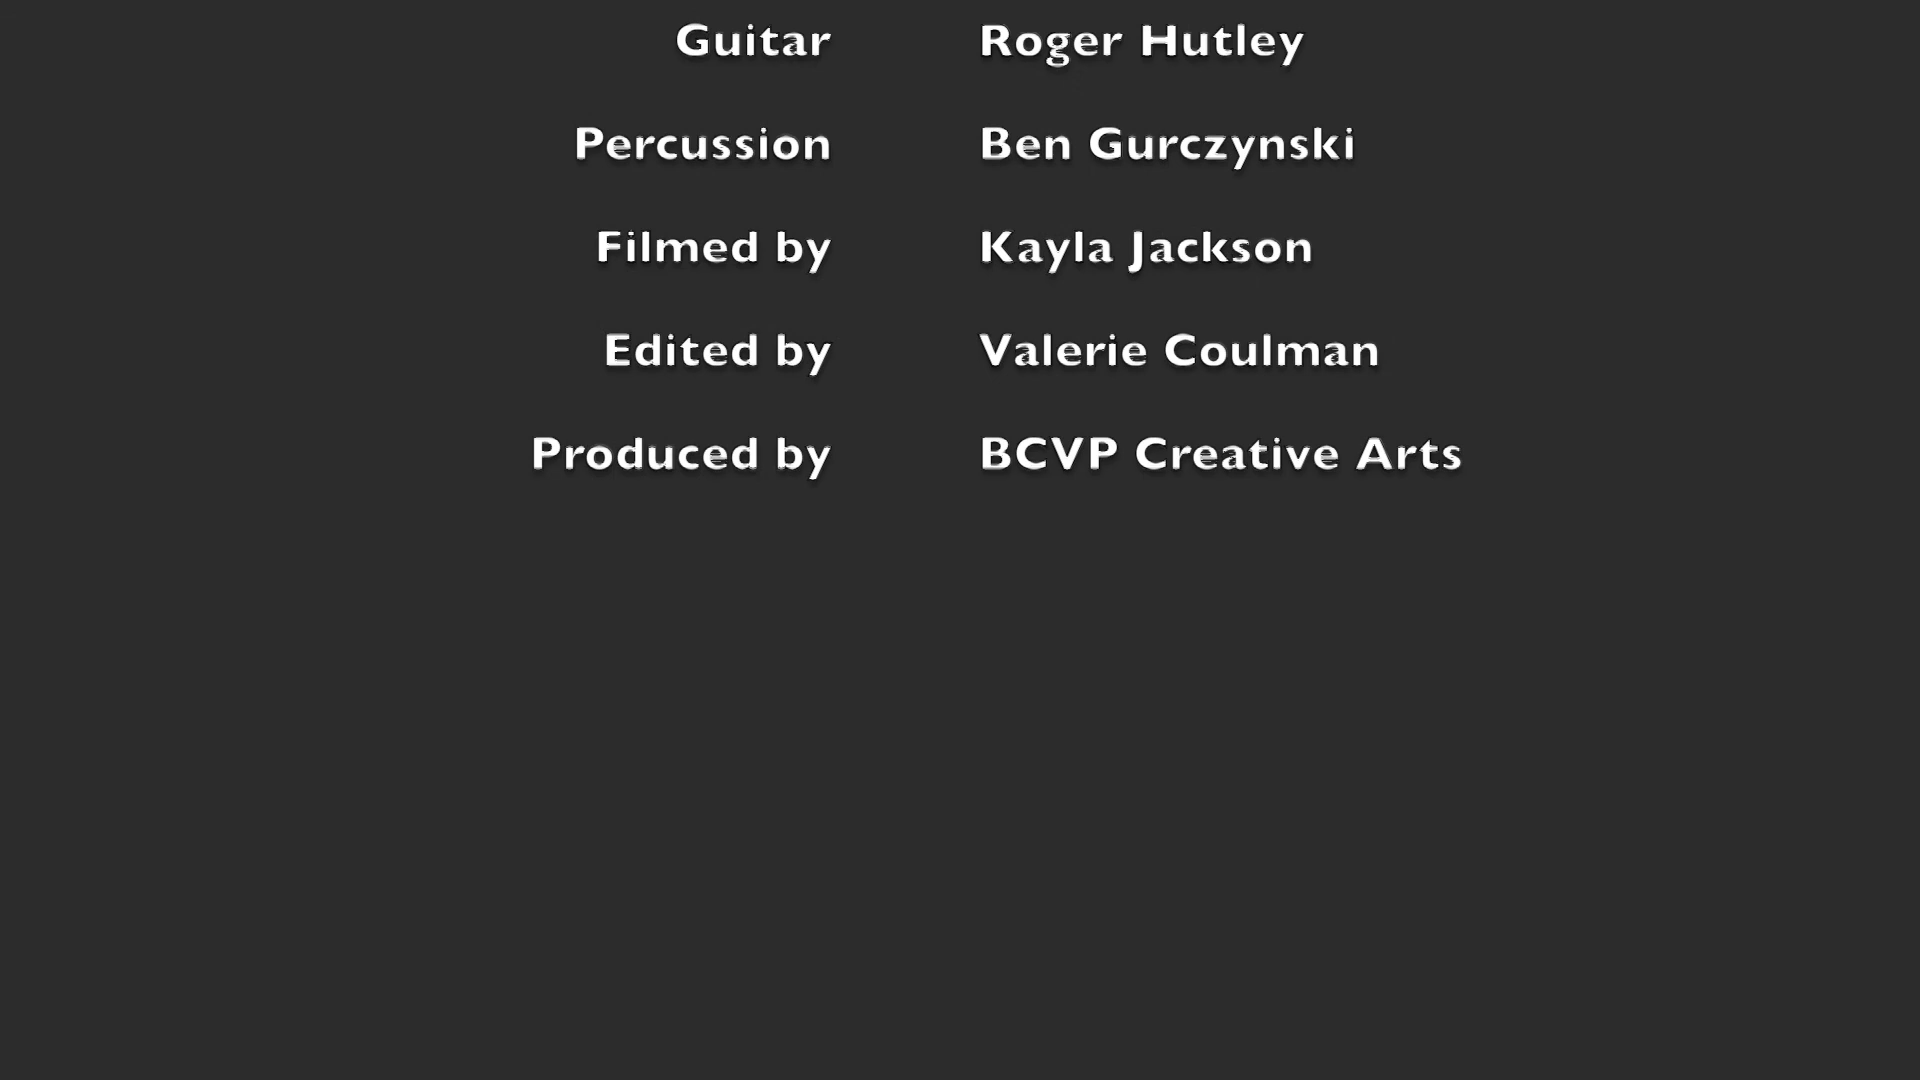 Guitar Roger Hutley
Percussion Ben Gurczynski
Filmed by Kayla Jackson
Edited by Valerie Coulman
Produced by BCVP Creative Arts